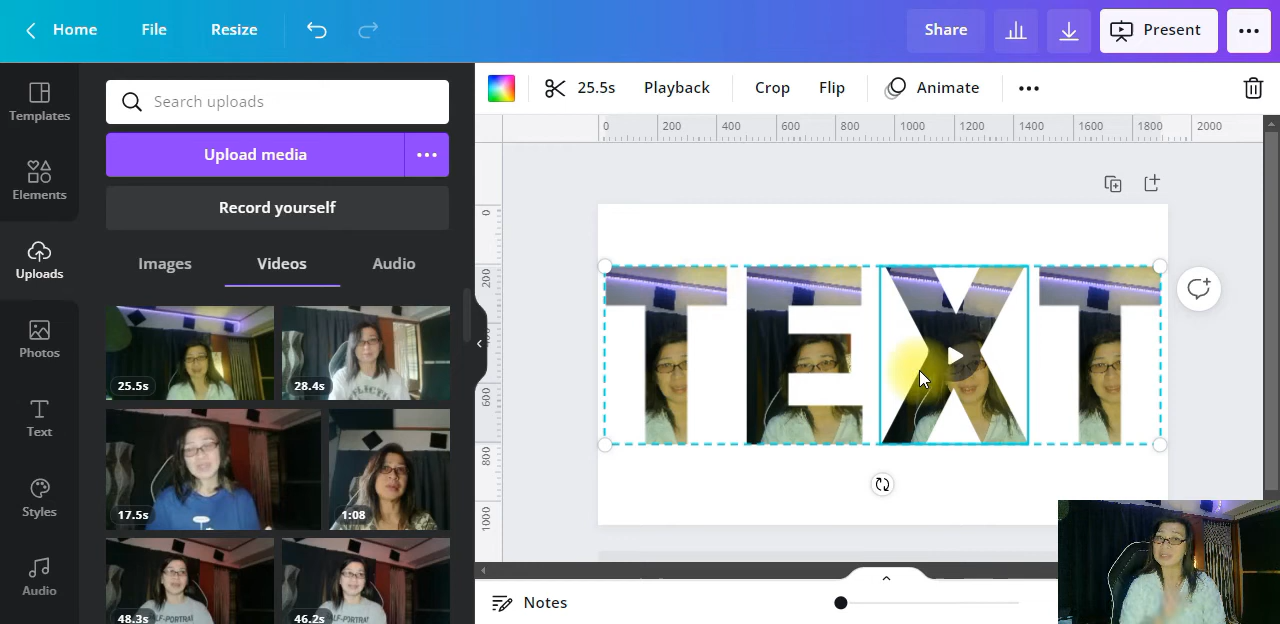 Home File Resize Share Present
Templates
Elements
Uploads
Photos
Text
Styles
Audio
Search uploads
Upload media
Record yourself
Images Videos Audio
25.5s 28.4s
17.5s 1:08
48.3s 46.2s
25.5s Playback Crop Flip Animate
0 200 400 600 800 1000 1200 1400 1600 1800 2000
0
200
600
800
1000
TEXT
Notes